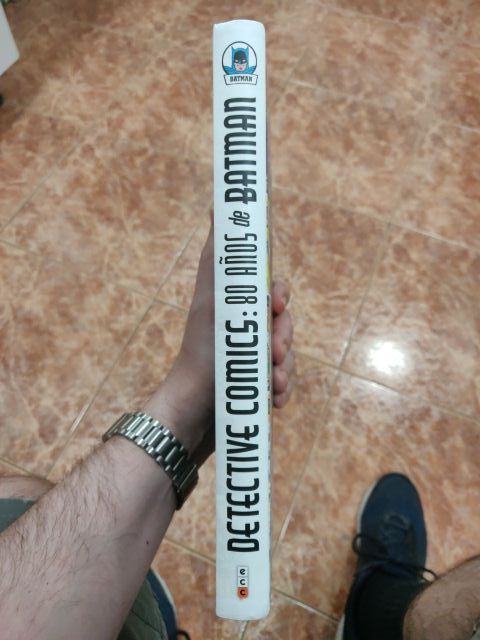 BATMAN
DETECTIVE COMICS: 80 AÑOS de BATMAN
ecc